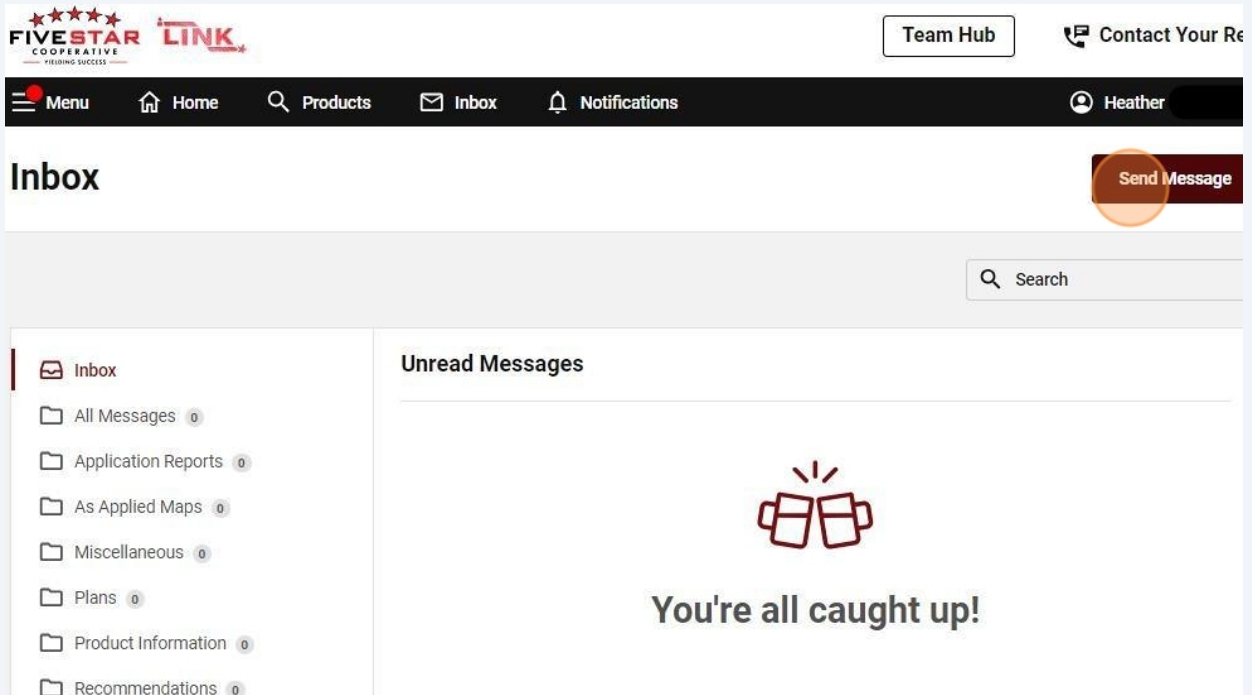 FIVESTAR LINK
COOPERATIVE
YIELDING SUCCESS
Team Hub Contact Your Re
Menu Home Products Inbox Notifications Heather
Inbox
Send Message
Search
Inbox
Unread Messages
All Messages 0
Application Reports 0
As Applied Maps 0
Miscellaneous 0
Plans 0
You're all caught up!
Product Information 0
Recommendations 0